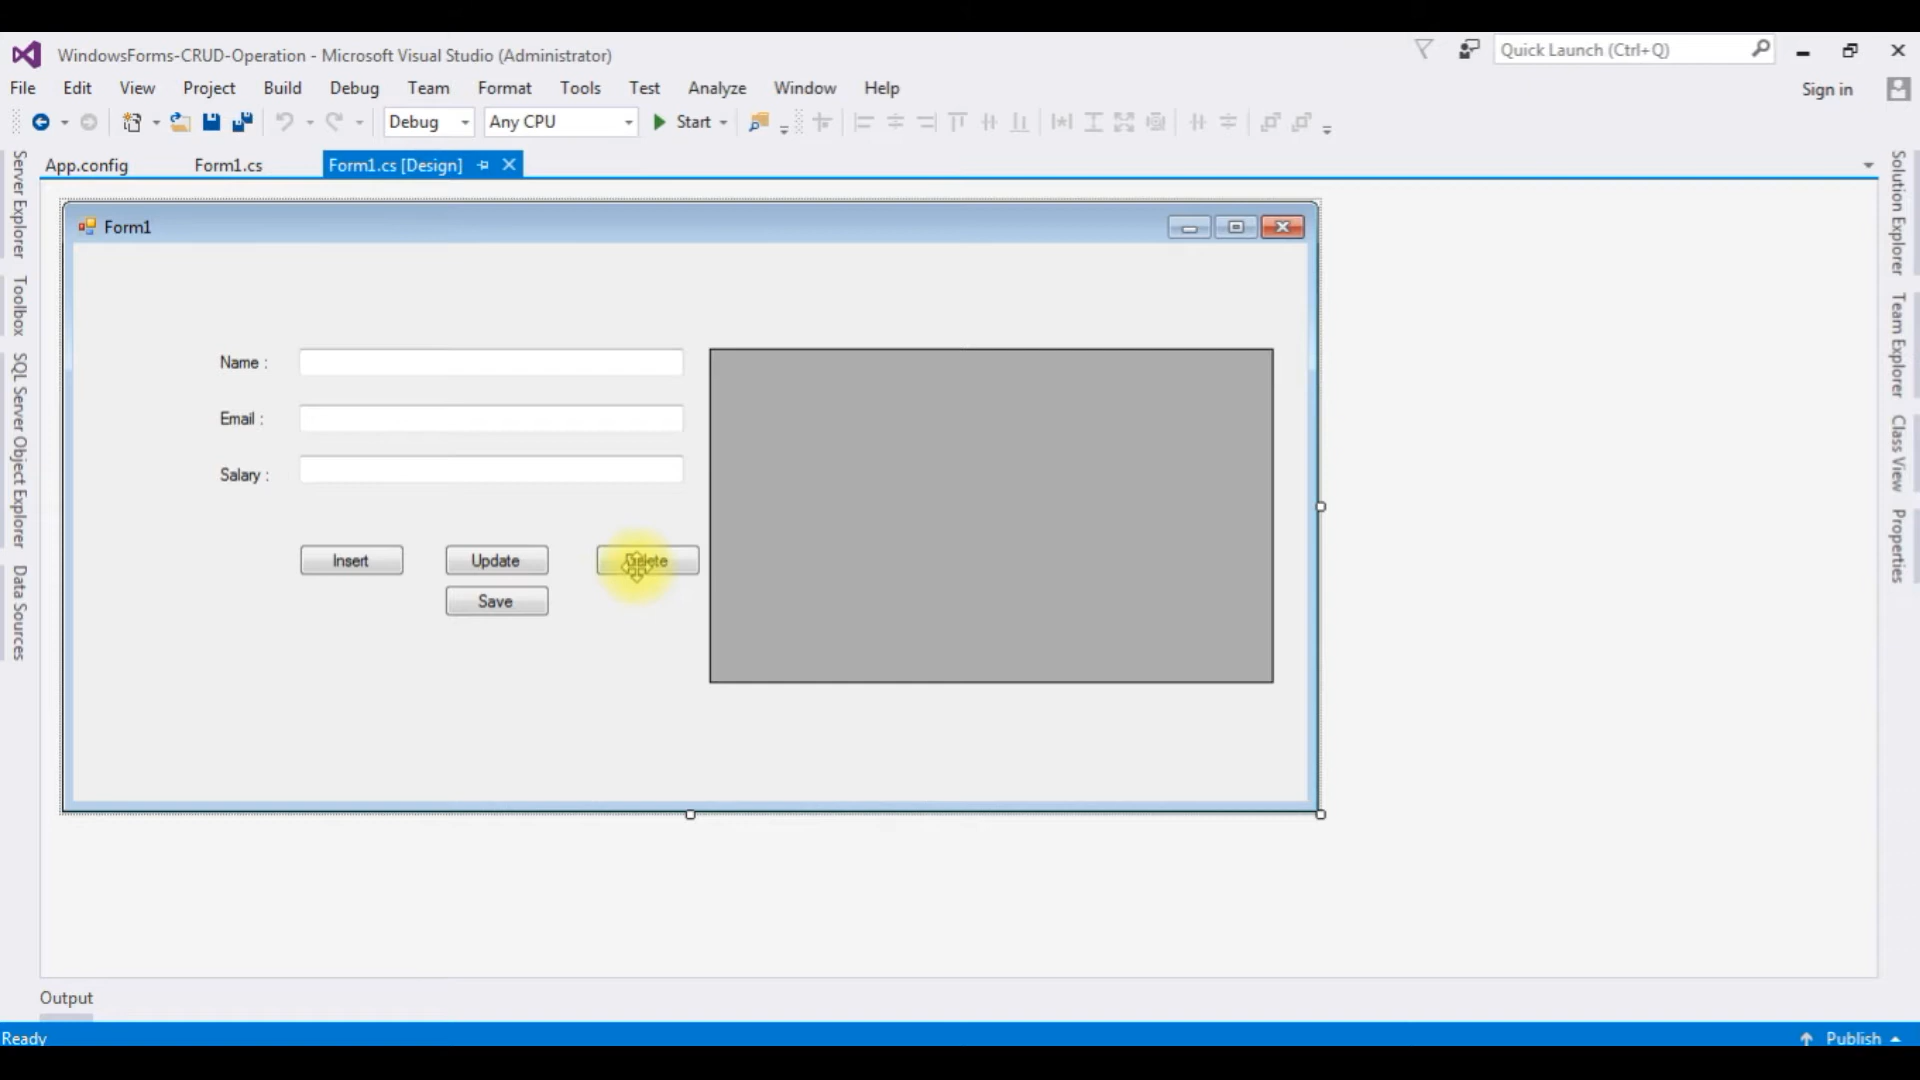 WindowsForms-CRUD-Operation - Microsoft Visual Studio (Administrator)
Quick Launch (Ctrl+Q)
File Edit View Project Build Debug Team Format Tools Test Analyze Window Help
Sign in
Debug Any CPU Start
App.config Form1.cs Form1.cs [Design]
Server Explorer
Toolbox
SQL Server Object Explorer
Data Sources
Form1
Name :
Email :
Salary :
Insert Update Delete
Save
Solution Explorer
Team Explorer
Class View
Properties
Output
Ready
Publish